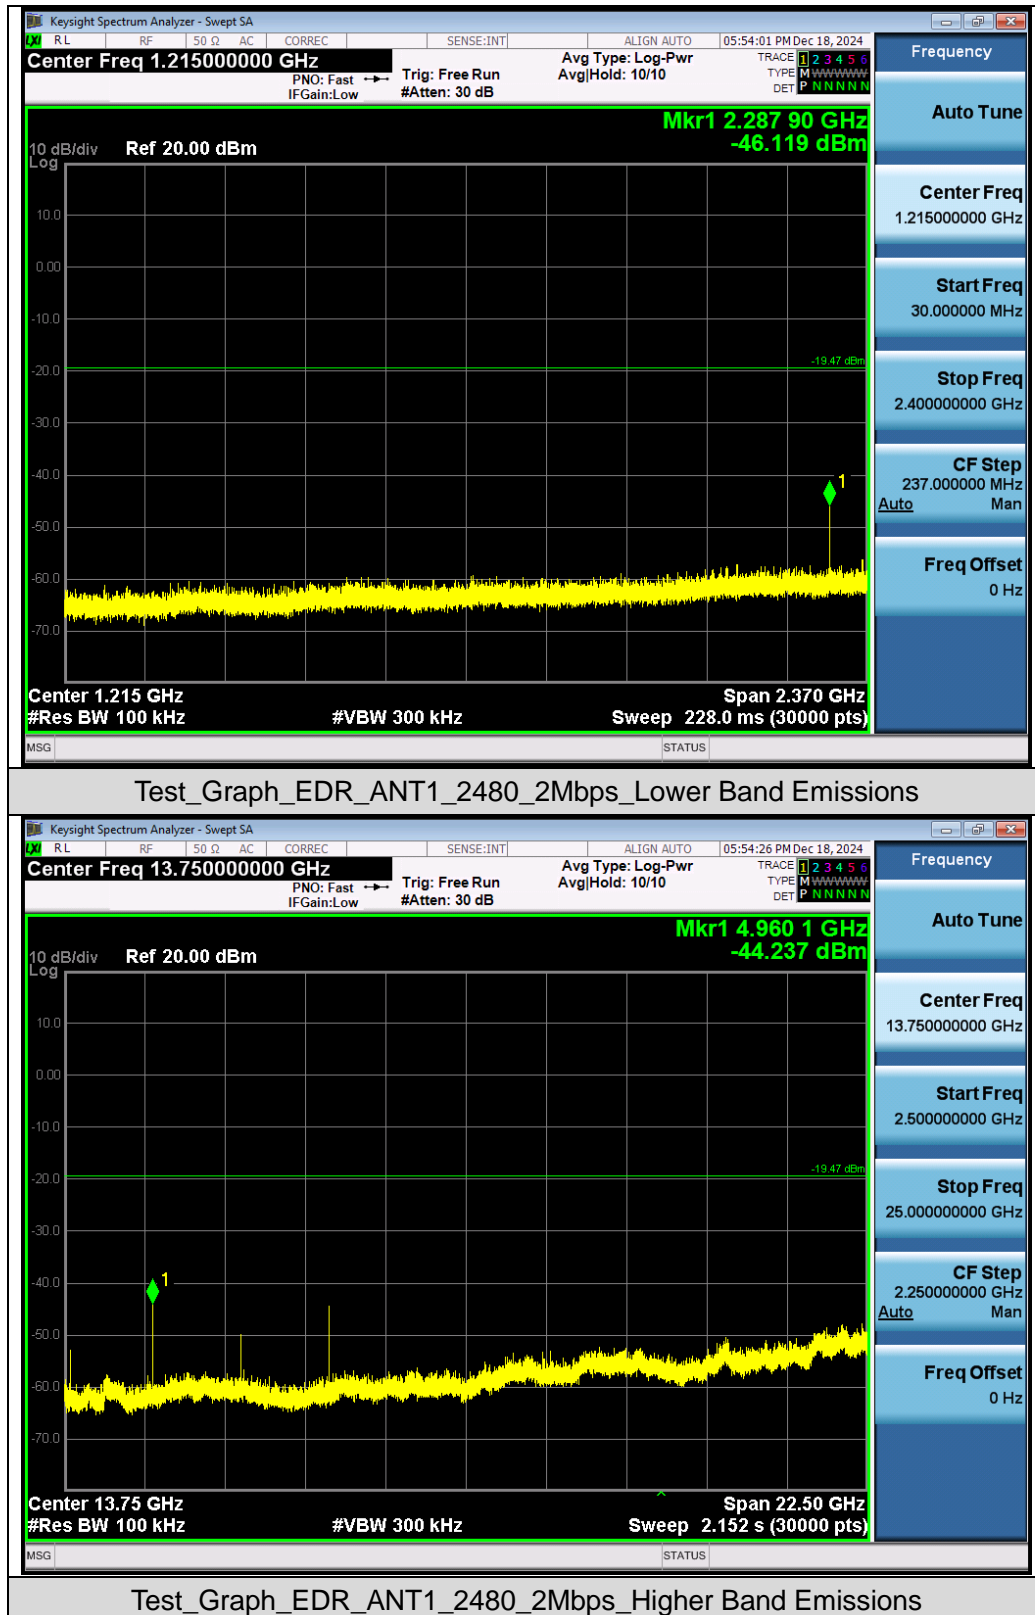 Keysight Spectrum Analyzer - Swept SA
LXI RL RF 50 Ω AC CORREC SENSE:INT ALIGN AUTO 05:54:01 PM Dec 18, 2024
Center Freq 1.215000000 GHz
PNO: Fast
IFGain:Low
Trig: Free Run
#Atten: 30 dB
Avg Type: Log-Pwr
Avg|Hold: 10/10
TRACE 1 2 3 4 5 6
TYPE M WWWWW
DET P N N N N N
Mkr1 2.287 90 GHz
-46.119 dBm
10 dB/div
Log
Ref 20.00 dBm
10.0
0.00
-10.0
-19.47 dBm
-20.0
-30.0
-40.0
1
-50.0
-60.0
-70.0
Center 1.215 GHz
Span 2.370 GHz
#Res BW 100 kHz
#VBW 300 kHz
Sweep 228.0 ms (30000 pts)
MSG
STATUS
Frequency
Auto Tune
Center Freq
1.215000000 GHz
Start Freq
30.000000 MHz
Stop Freq
2.400000000 GHz
CF Step
237.000000 MHz
Auto Man
Freq Offset
0 Hz
Test_Graph_EDR_ANT1_2480_2Mbps_Lower Band Emissions
Keysight Spectrum Analyzer - Swept SA
LXI RL RF 50 Ω AC CORREC SENSE:INT ALIGN AUTO 05:54:26 PM Dec 18, 2024
Center Freq 13.750000000 GHz
PNO: Fast
IFGain:Low
Trig: Free Run
#Atten: 30 dB
Avg Type: Log-Pwr
Avg|Hold: 10/10
TRACE 1 2 3 4 5 6
TYPE M WWWWW
DET P N N N N N
Mkr1 4.960 1 GHz
-44.237 dBm
10 dB/div
Log
Ref 20.00 dBm
10.0
0.00
-10.0
-19.47 dBm
-20.0
-30.0
-40.0
1
-50.0
-60.0
-70.0
Center 13.75 GHz
Span 22.50 GHz
#Res BW 100 kHz
#VBW 300 kHz
Sweep 2.152 s (30000 pts)
MSG
STATUS
Frequency
Auto Tune
Center Freq
13.750000000 GHz
Start Freq
2.500000000 GHz
Stop Freq
25.000000000 GHz
CF Step
2.250000000 GHz
Auto Man
Freq Offset
0 Hz
Test_Graph_EDR_ANT1_2480_2Mbps_Higher Band Emissions